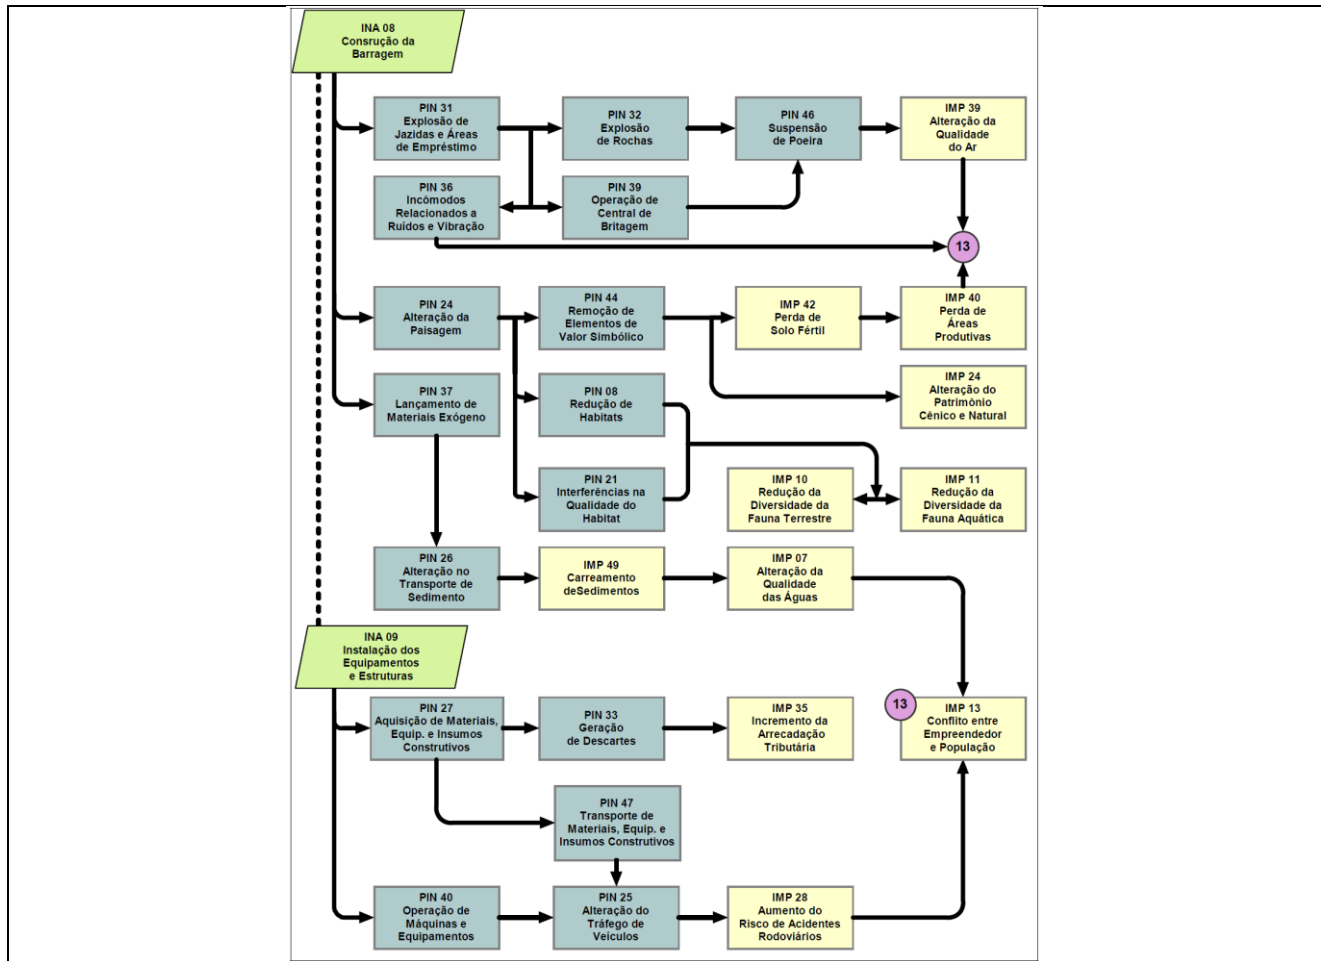 INA 08
Consrução da
Barragem
PIN 31
Explosão de
Jazidas e Áreas
de Empréstimo
PIN 32
Explosão
de Rochas
PIN 46
Suspensão
de Poeira
IMP 39
Alteração da
Qualidade
do Ar
PIN 36
Incômodos
Relacionados a
Ruídos e Vibração
PIN 39
Operação de
Central de
Britagem
13
PIN 24
Alteração da
Paisagem
PIN 44
Remoção de
Elementos de
Valor Simbólico
IMP 42
Perda de
Solo Fértil
IMP 40
Perda de
Áreas
Produtivas
IMP 24
Alteração do
Patrimônio
Cênico e Natural
PIN 37
Lançamento de
Materiais Exógeno
PIN 08
Redução de
Habitats
PIN 21
Interferências na
Qualidade do
Habitat
IMP 10
Redução da
Diversidade da
Fauna Terrestre
IMP 11
Redução da
Diversidade da
Fauna Aquática
PIN 26
Alteração no
Transporte de
Sedimento
IMP 49
Carreamento
deSedimentos
IMP 07
Alteração da
Qualidade
das Águas
INA 09
Instalação dos
Equipamentos
e Estruturas
PIN 27
Aquisição de Materiais,
Equip. e Insumos
Construtivos
PIN 33
Geração
de Descartes
IMP 35
Incremento da
Arrecadação
Tributária
13
IMP 13
Conflito entre
Empreendedor
e População
PIN 47
Transporte de
Materiais, Equip. e
Insumos Construtivos
PIN 40
Operação de
Máquinas e
Equipamentos
PIN 25
Alteração do
Tráfego de
Veículos
IMP 28
Aumento do
Risco de Acidentes
Rodoviários